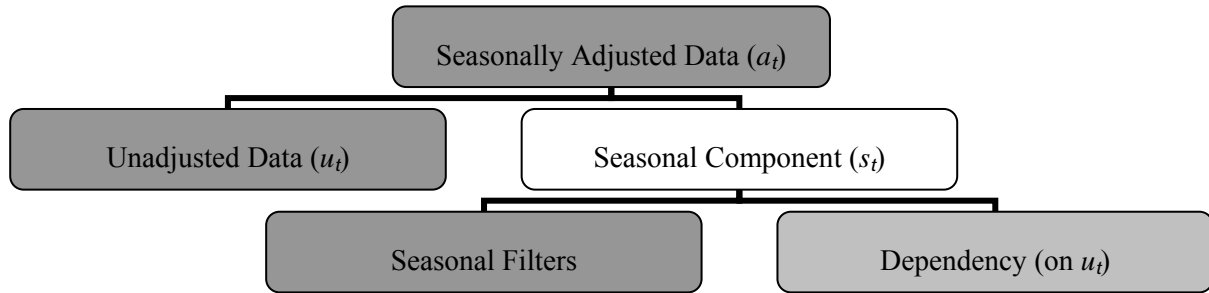 Seasonally Adjusted Data (at)
Unadjusted Data (ut)
Seasonal Component (st)
Seasonal Filters
Dependency (on ut)